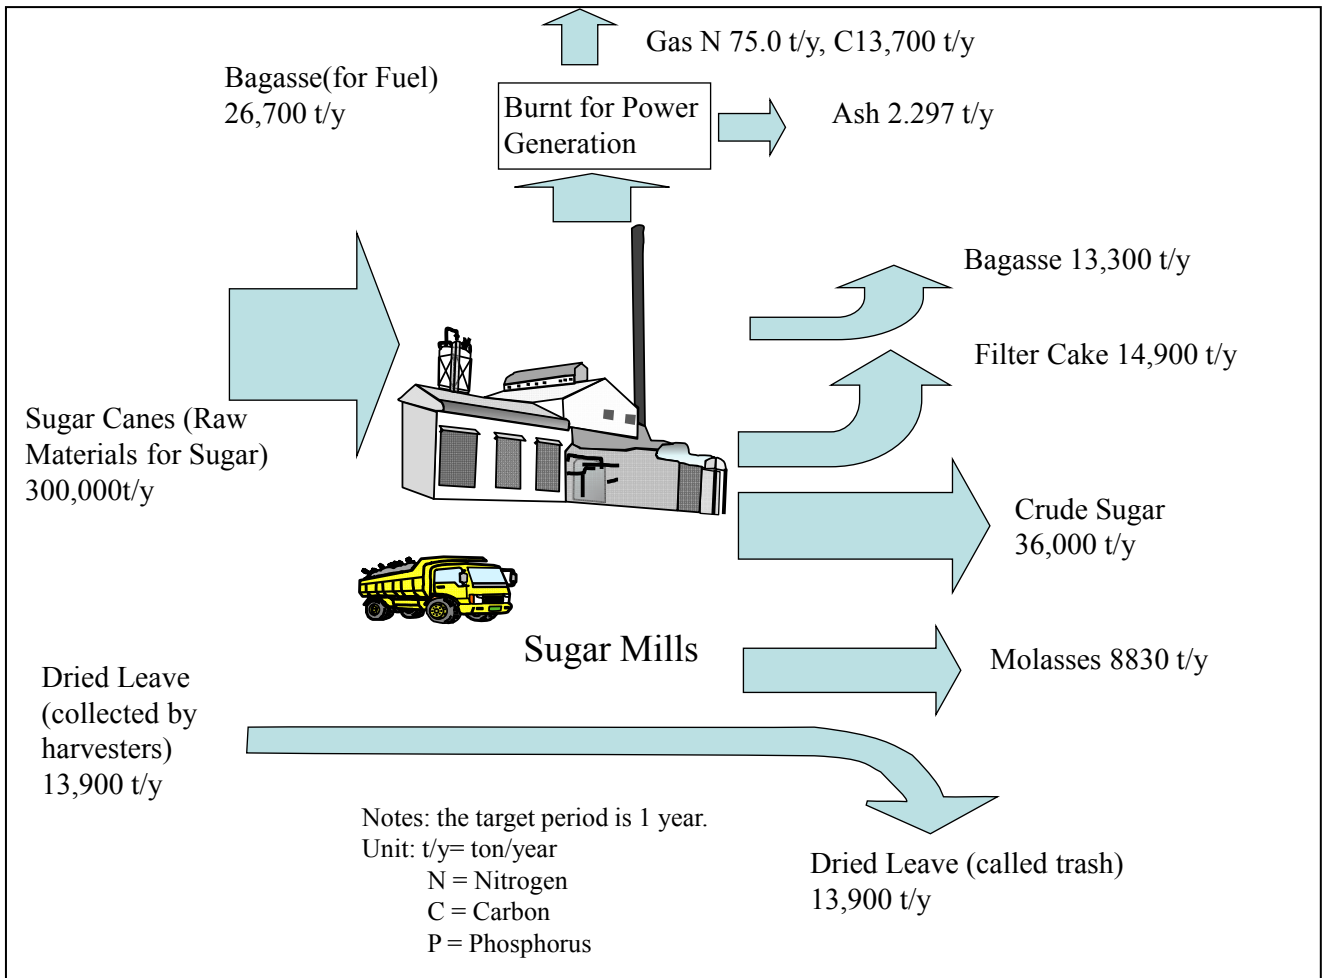 Gas N 75.0 t/y, C13,700 t/y
Bagasse(for Fuel)
26,700 t/y
Burnt for Power
Generation
Ash 2.297 t/y
Bagasse 13,300 t/y
Filter Cake 14,900 t/y
Sugar Canes (Raw
Materials for Sugar)
300,000t/y
Crude Sugar
36,000 t/y
Sugar Mills
Molasses 8830 t/y
Dried Leave
(collected by
harvesters)
13,900 t/y
Notes: the target period is 1 year.
Unit: t/y= ton/year
N = Nitrogen
C = Carbon
P = Phosphorus
Dried Leave (called trash)
13,900 t/y